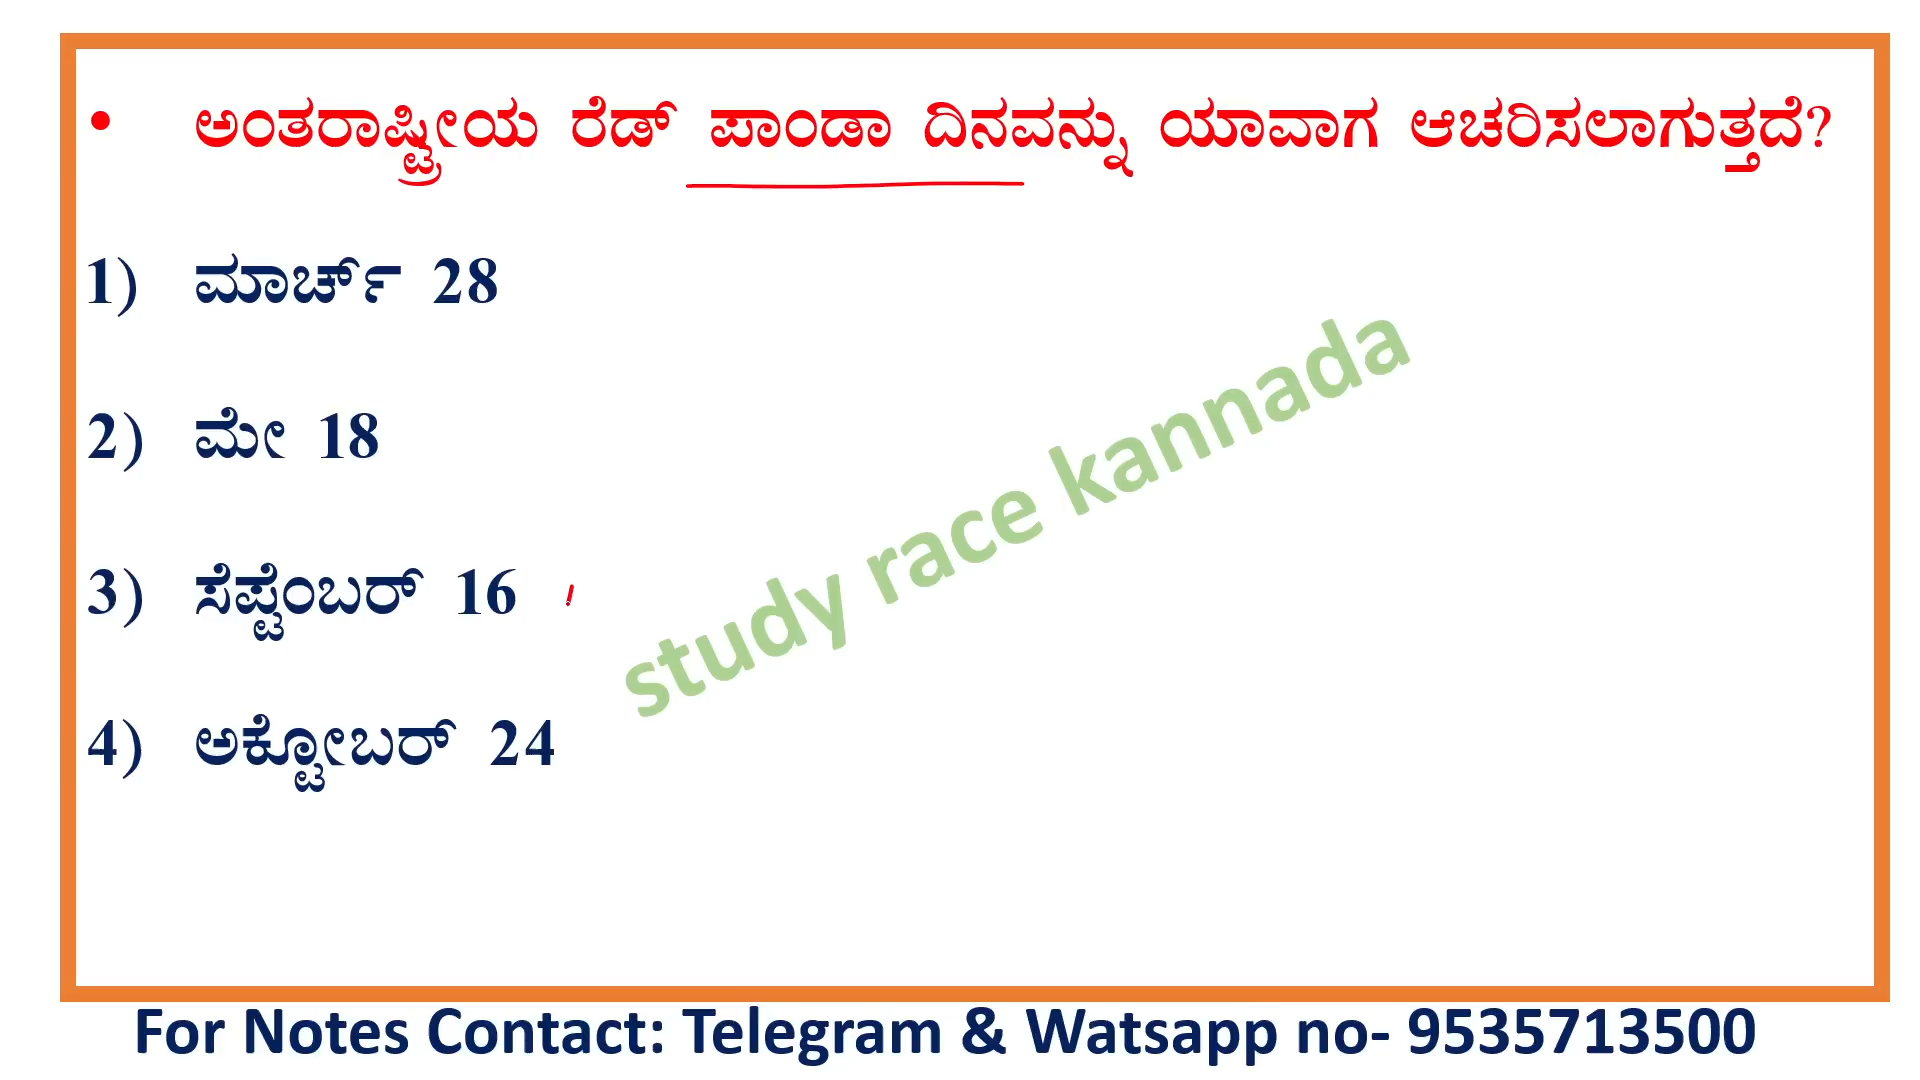 • ಅಂತರಾಷ್ಟ್ರೀಯ ರೆಡ್ ಪಾಂಡಾ ದಿನವನ್ನು ಯಾವಾಗ ಆಚರಿಸಲಾಗುತ್ತದೆ?
1) ಮಾರ್ಚ್ 28
2) ಮೇ 18
3) ಸೆಪ್ಟೆಂಬರ್ 16
4) ಅಕ್ಟೋಬರ್ 24
study race kannada
For Notes Contact: Telegram & Watsapp no- 9535713500